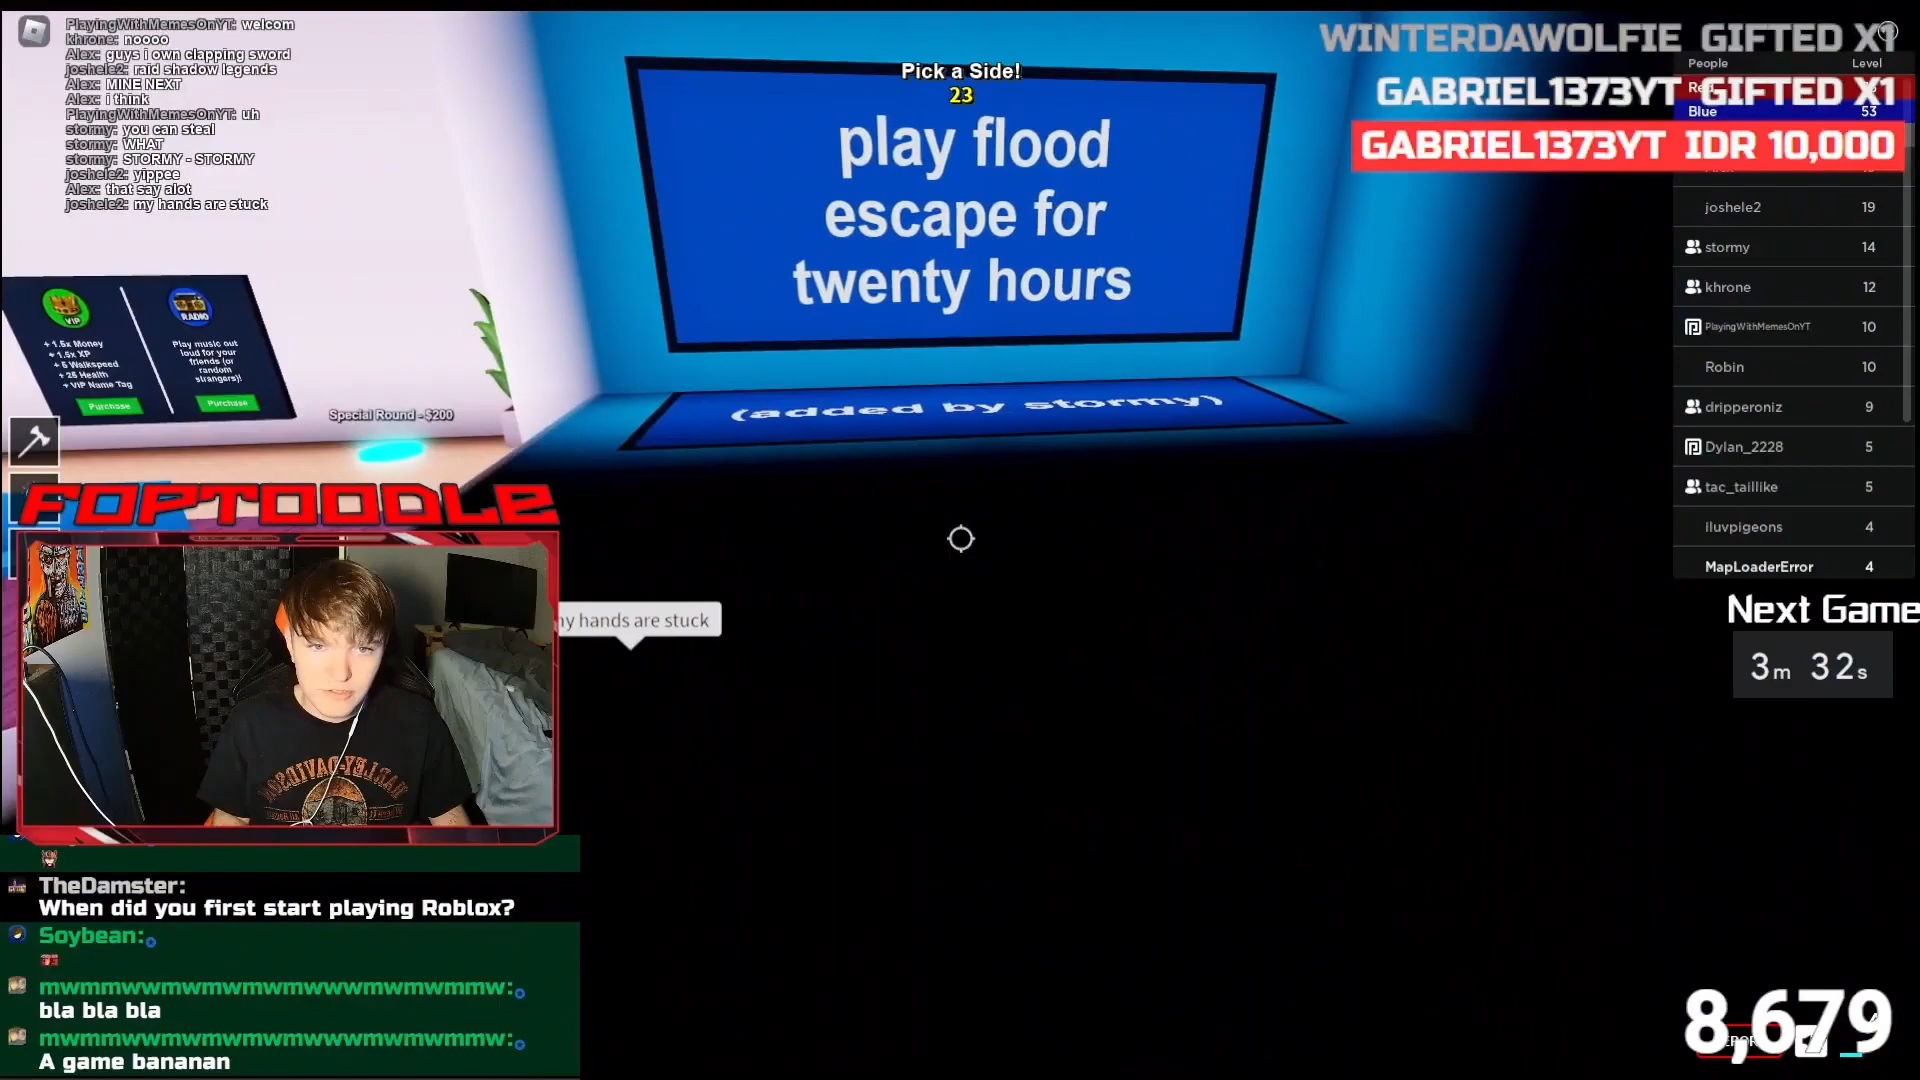 PlayingWithMemesOnYT: welcom
khrone: noooo
Alex: guys i own clapping sword
joshele2: raid shadow legends
Alex: MINE NEXT
Alex: i think
PlayingWithMemesOnYT: uh
stormy: you can steal
stormy: WHAT
stormy: STORMY - STORMY
joshele2: yippee
Alex: that say alot
joshele2: my hands are stuck
Pick a Side!
23
play flood
escape for
twenty hours
(added by stormy)
VIP
+ 1.5x Money
+ 1.5x XP
+ 5 Walkspeed
+ 25 Health
+ VIP Name Tag
Purchase
RADIO
Play music out
loud for your
friends (or
random
strangers)!
Purchase
Special Round - $200
WINTERDAWOLFIE GIFTED X1
GABRIEL1373YT GIFTED X1
GABRIEL1373YT IDR 10,000
People Level
Red
Blue 53
joshele2 19
stormy 14
khrone 12
PlayingWithMemesOnYT 10
Robin 10
dripperoniz 9
Dylan_2228 5
tac_taillike 5
iluvpigeons 4
MapLoaderError 4
Next Game
3m 32s
FOPTOODLE
my hands are stuck
HARLEY-DAVIDSON
TheDamster:
When did you first start playing Roblox?
Soybean:
mwmmwwmwmwmwmwwwmwmwmmw:
bla bla bla
mwmmwwmwmwmwmwwwmwmwmmw:
A game bananan
8,679